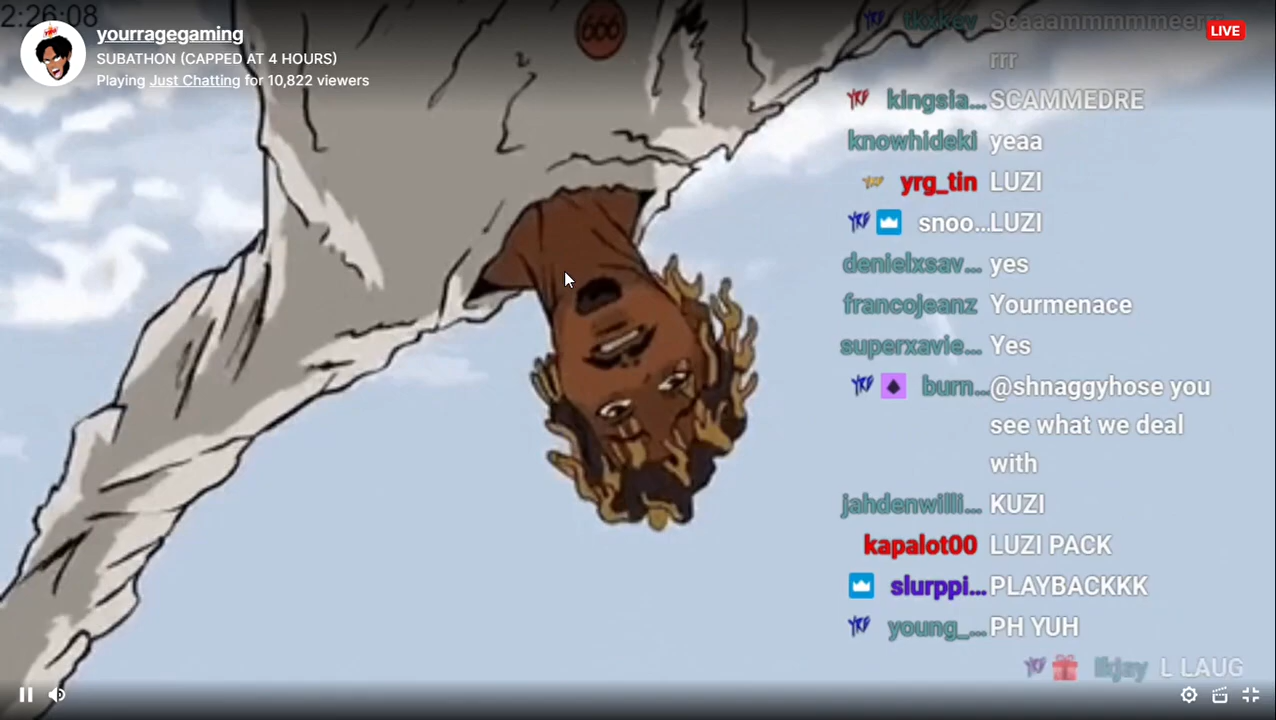 2:26:08
yourragegaming
SUBATHON (CAPPED AT 4 HOURS)
Playing Just Chatting for 10,822 viewers
LIVE
666
Scaaammmmmeerr
rrr
kingsia... SCAMMEDRE
knowhideki yeaa
yrg_tin LUZI
snoo... LUZI
denielxsav... yes
francojeanz Yourmenace
superxavie... Yes
burn... @shnaggyhose you
see what we deal
with
jahdenwilli... KUZI
kapalot00 LUZI PACK
slurppi... PLAYBACKKK
young_... PH YUH
L LAUG